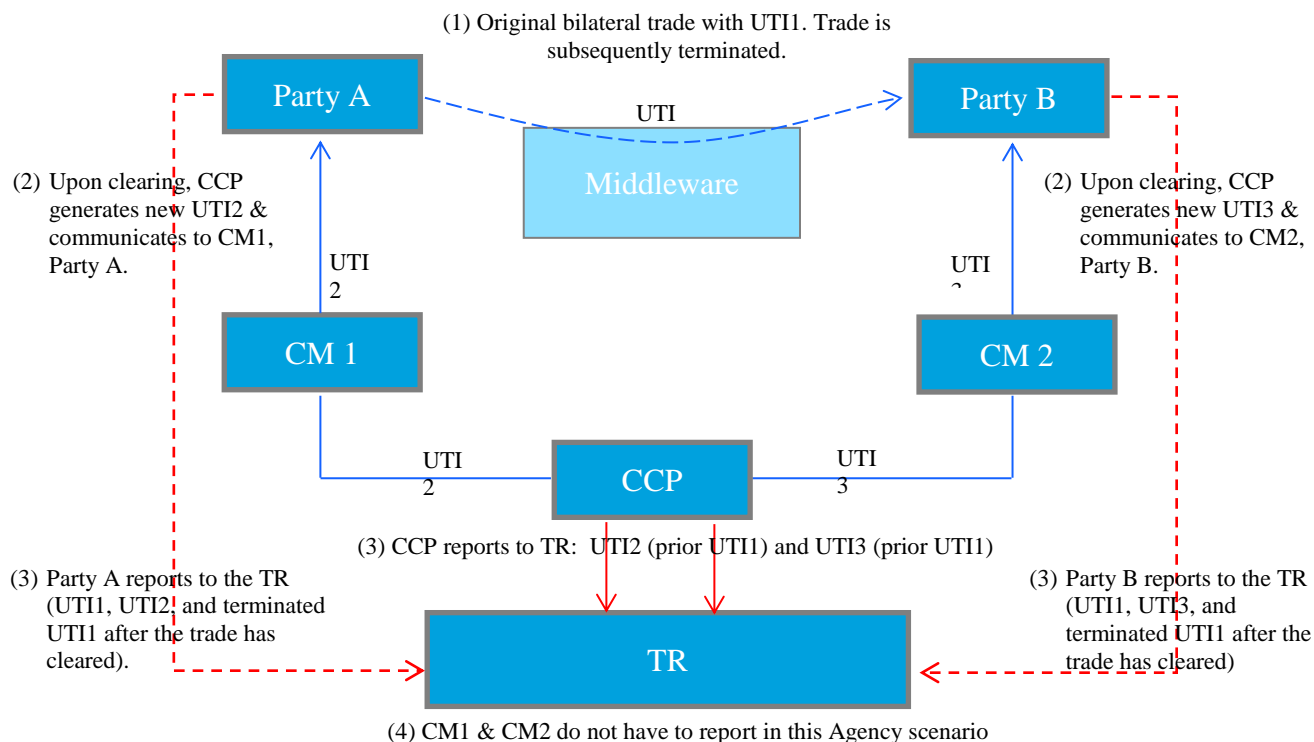 (1) Original bilateral trade with UTI1. Trade is
subsequently terminated.
Party A
UTI
Party B
Middleware
(2) Upon clearing, CCP
generates new UTI2 &
communicates to CM1,
Party A.
(2) Upon clearing, CCP
generates new UTI3 &
communicates to CM2,
Party B.
UTI
2
UTI
CM 1
CM 2
UTI
2
CCP
UTI
3
(3) CCP reports to TR: UTI2 (prior UTI1) and UTI3 (prior UTI1)
(3) Party A reports to the TR
(UTI1, UTI2, and terminated
UTI1 after the trade has
cleared).
(3) Party B reports to the TR
(UTI1, UTI3, and
terminated UTI1 after the
trade has cleared)
TR
(4) CM1 & CM2 do not have to report in this Agency scenario